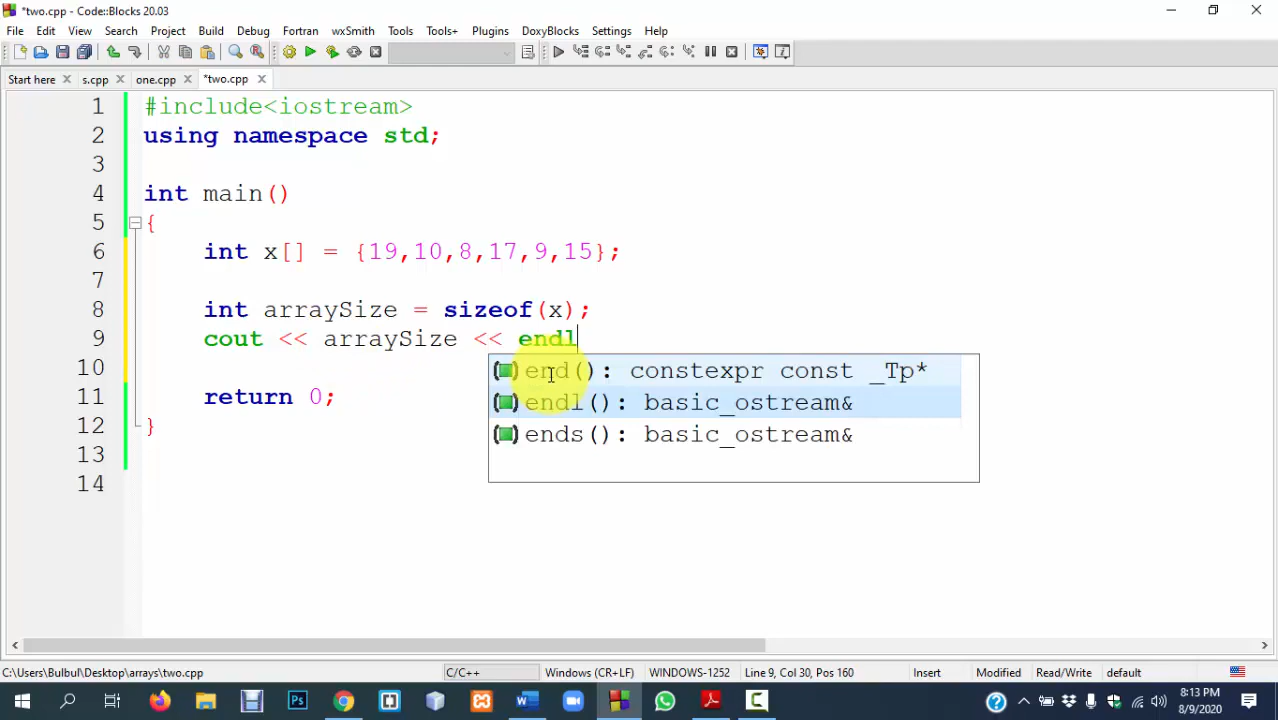 *two.cpp - Code::Blocks 20.03
File Edit View Search Project Build Debug Fortran wxSmith Tools Tools+ Plugins DoxyBlocks Settings Help
Start here s.cpp one.cpp *two.cpp
1 #include<iostream>
2 using namespace std;
3
4 int main()
5 {
6 int x[] = {19,10,8,17,9,15};
7
8 int arraySize = sizeof(x);
9 cout << arraySize << endl
10 end(): constexpr const _Tp*
endl(): basic_ostream&
11 return 0;
12 }
ends(): basic_ostream&
13
14
C:\Users\Bulbul\Desktop\arrays\two.cpp C/C++ Windows (CR+LF) WINDOWS-1252 Line 9, Col 30, Pos 160 Insert Modified Read/Write default
8:13 PM
8/9/2020